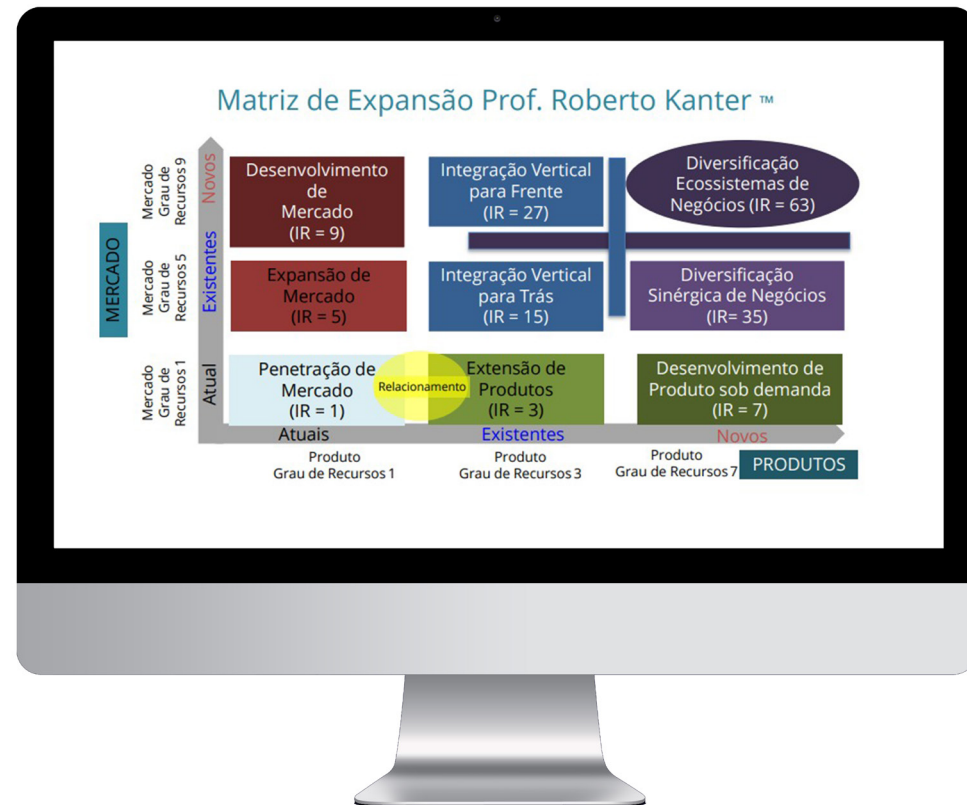 Matriz de Expansão Prof. Roberto Kanter ™
MERCADO
Mercado
Grau de
Recursos 9
Novos
Desenvolvimento
de
Mercado
(IR = 9)
Integração Vertical
para Frente
(IR = 27)
Diversificação
Ecossistemas de
Negócios (IR = 63)
Mercado
Grau de
Recursos 5
Existentes
Expansão de
Mercado
(IR = 5)
Integração Vertical
para Trás
(IR = 15)
Diversificação
Sinérgica de Negócios
(IR= 35)
Mercado
Grau de
Recursos 1
Atual
Penetração de
Mercado
(IR = 1)
Relacionamento
Extensão de
Produtos
(IR = 3)
Desenvolvimento de
Produto sob demanda
(IR = 7)
Atuais
Existentes
Novos
Produto
Grau de Recursos 1
Produto
Grau de Recursos 3
Produto
Grau de Recursos 7
PRODUTOS